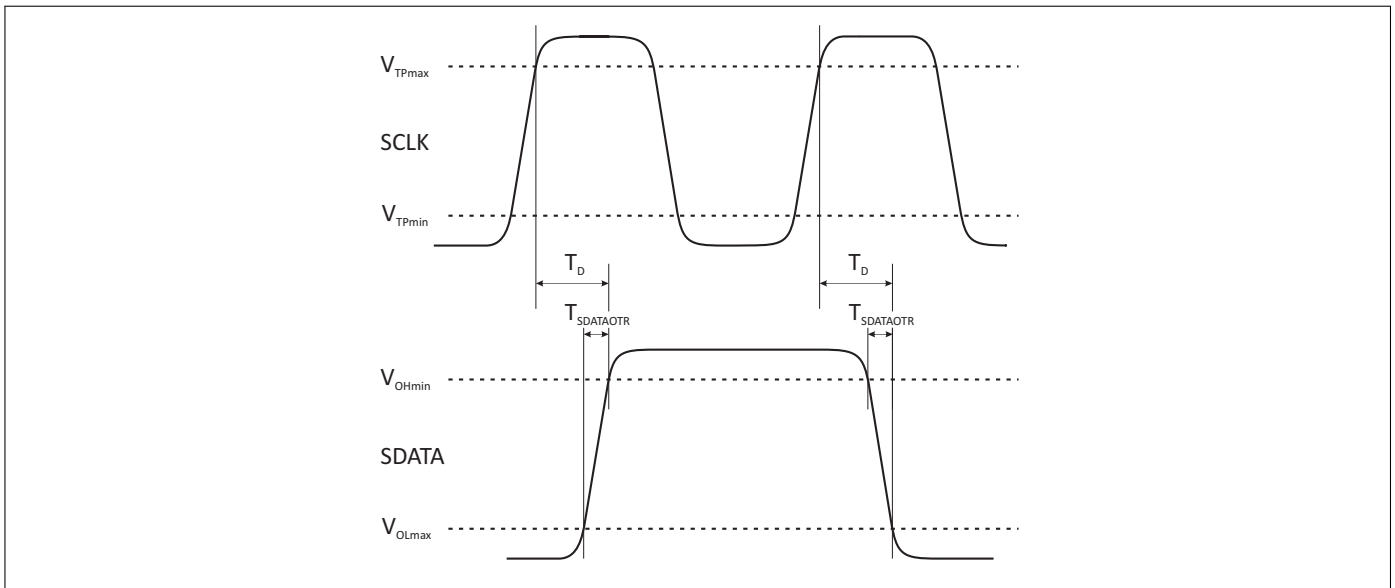 V_TPmax
SCLK
V_TPmin
T_D T_D
T_SDATAOTR T_SDATAOTR
V_OHmin
SDATA
V_OLmax